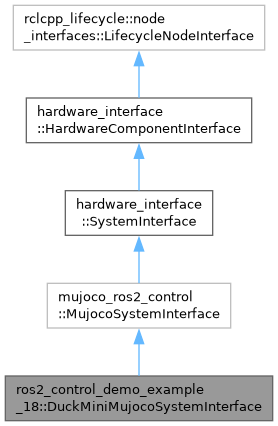 rclcpp_lifecycle::node
_interfaces::LifecycleNodeInterface
hardware_interface
::HardwareComponentInterface
hardware_interface
::SystemInterface
mujoco_ros2_control
::MujocoSystemInterface
ros2_control_demo_example
_18::DuckMiniMujocoSystemInterface